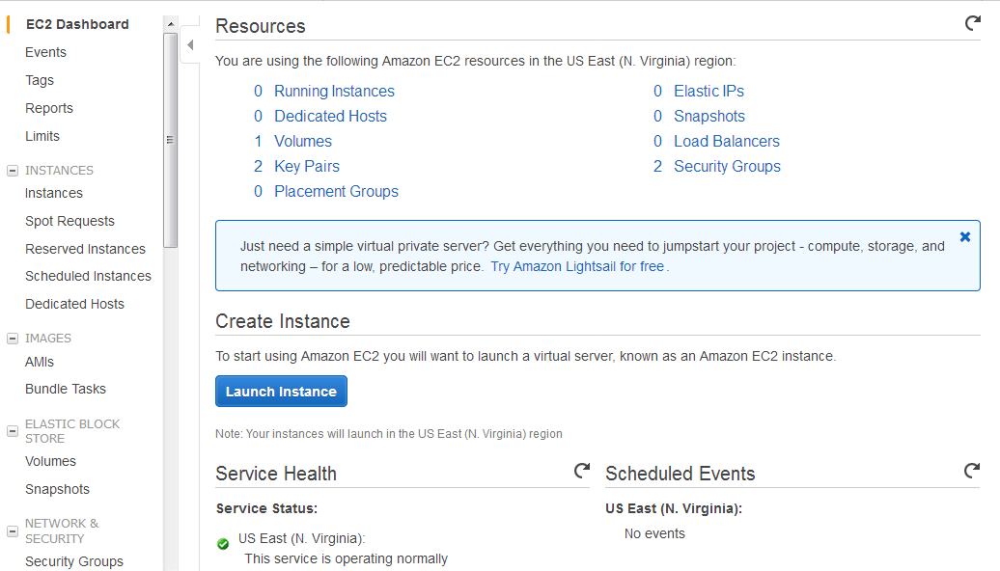 EC2 Dashboard
Events
Tags
Reports
Limits
INSTANCES
Instances
Spot Requests
Reserved Instances
Scheduled Instances
Dedicated Hosts
IMAGES
AMIs
Bundle Tasks
ELASTIC BLOCK
STORE
Volumes
Snapshots
NETWORK &
SECURITY
Security Groups
Resources
You are using the following Amazon EC2 resources in the US East (N. Virginia) region:
0 Running Instances
0 Dedicated Hosts
1 Volumes
2 Key Pairs
0 Placement Groups
0 Elastic IPs
0 Snapshots
0 Load Balancers
2 Security Groups
Just need a simple virtual private server? Get everything you need to jumpstart your project - compute, storage, and
networking – for a low, predictable price. Try Amazon Lightsail for free.
Create Instance
To start using Amazon EC2 you will want to launch a virtual server, known as an Amazon EC2 instance.
Launch Instance
Note: Your instances will launch in the US East (N. Virginia) region
Service Health
Service Status:
US East (N. Virginia):
This service is operating normally
Scheduled Events
US East (N. Virginia):
No events